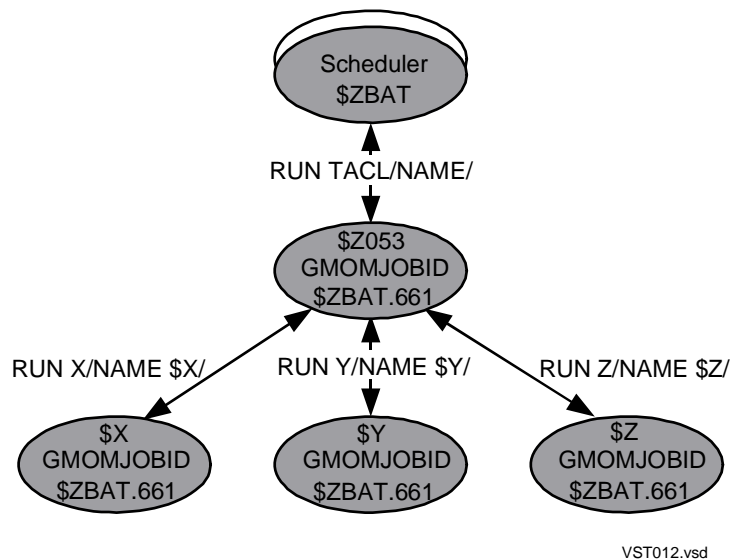 Scheduler
$ZBAT
RUN TACL/NAME/
$Z053
GMOMJOBID
$ZBAT.661
RUN X/NAME $X/
RUN Y/NAME $Y/
RUN Z/NAME $Z/
$X
GMOMJOBID
$ZBAT.661
$Y
GMOMJOBID
$ZBAT.661
$Z
GMOMJOBID
$ZBAT.661
VST012.vsd